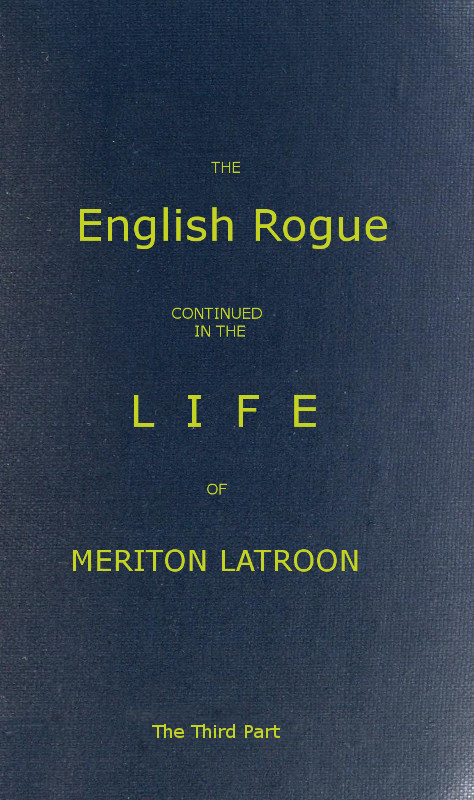 THE
English Rogue
CONTINUED
IN THE
L I F E
OF
MERITON LATROON
The Third Part